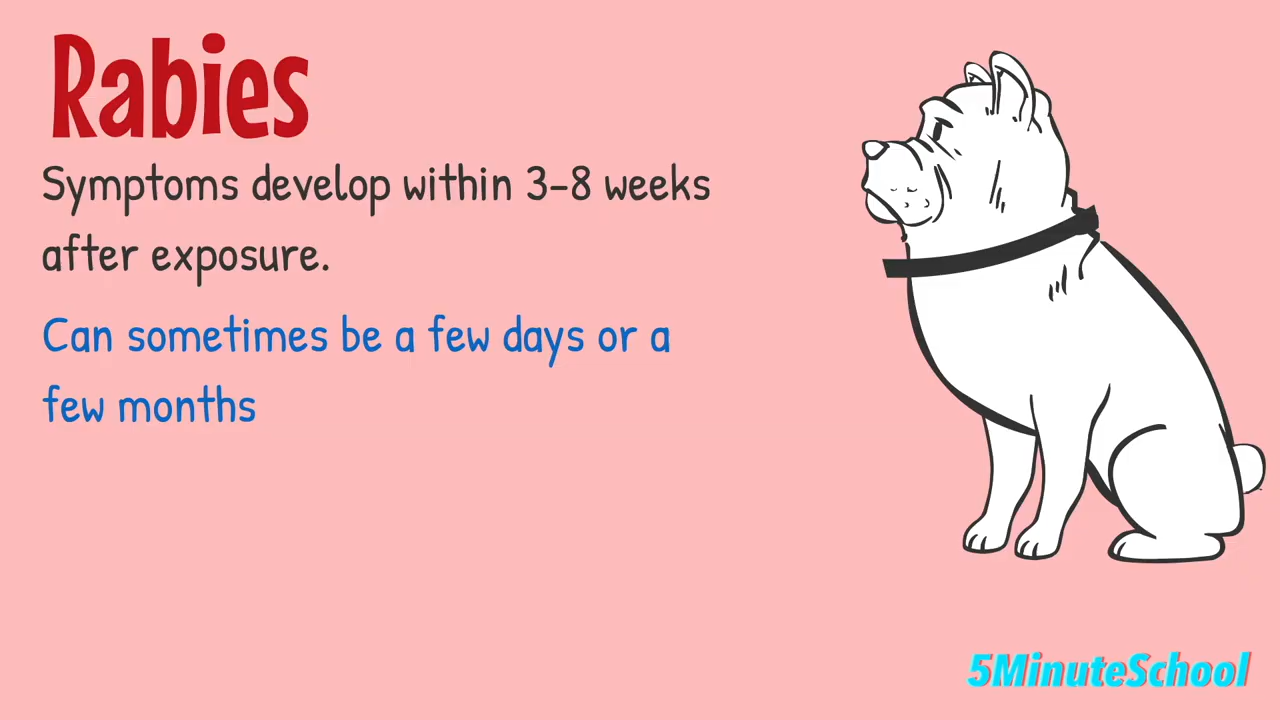 Rabies
Symptoms develop within 3-8 weeks
after exposure.
Can sometimes be a few days or a
few months
5MinuteSchool